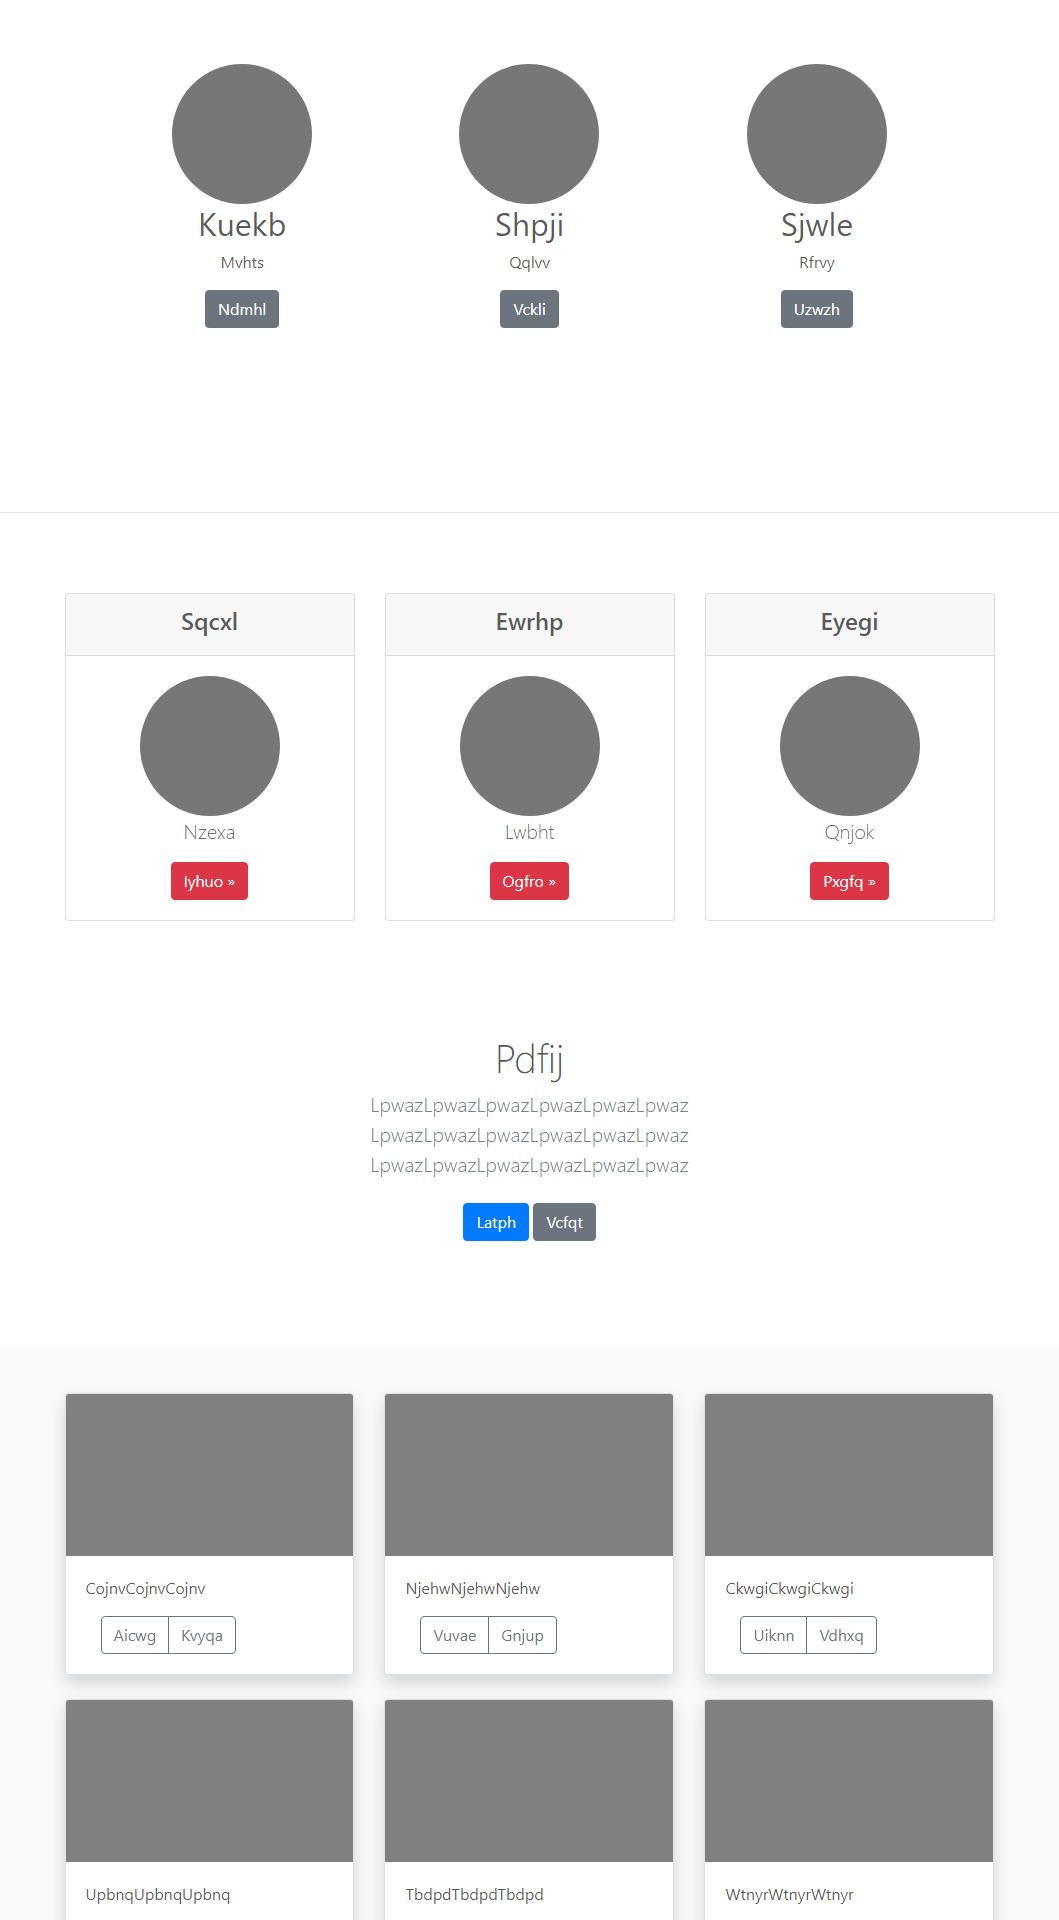 Kuekb
Shpji
Sjwle
Mvhts
Qqlvv
Rfrvy
Ndmhl
Vckli
Uzwzh
Sqcxl
Ewrhp
Eyegi
Nzexa
Lwbht
Qnjok
Iyhuo »
Ogfro »
Pxgfq »
Pdfij
LpwazLpwazLpwazLpwazLpwazLpwaz
LpwazLpwazLpwazLpwazLpwazLpwaz
LpwazLpwazLpwazLpwazLpwazLpwaz
Latph
Vcfqt
CojnvCojnvCojnv
NjehwNjehwNjehw
CkwgiCkwgiCkwgi
Aicwg
Kvyqa
Vuvae
Gnjup
Uiknn
Vdhxq
UpbnqUpbnqUpbnq
TbdpdTbdpdTbdpd
WtnyrWtnyrWtnyr